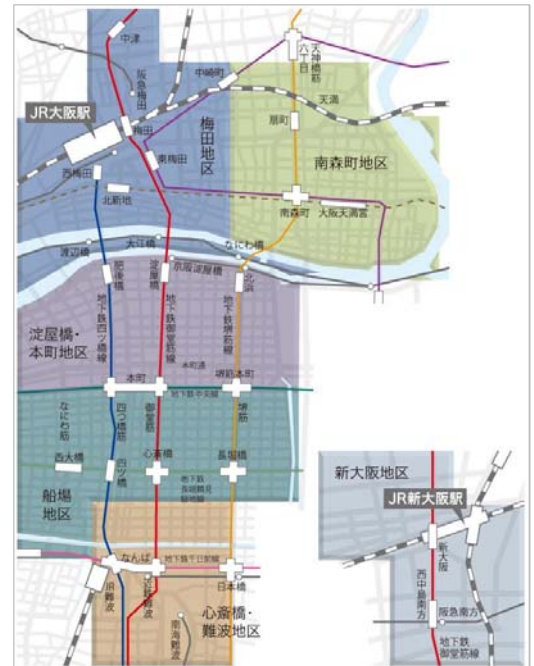 中津
阪急梅田
中崎町
天神橋筋
六丁目
天満
JR大阪駅
梅田
梅田地区
扇町
東梅田
西梅田
南森町地区
北新地
南森町
大阪天満宮
渡辺橋
大江橋
なにわ橋
肥後橋
淀屋橋
京阪淀屋橋
北浜
地下鉄四ツ橋線
地下鉄御堂筋線
地下鉄堺筋線
淀屋橋・
本町地区
本町通
本町
堺筋本町
地下鉄中央線
なにわ筋
四つ橋筋
御堂筋
堺筋
西大橋
四ツ橋
心斎橋
長堀橋
船場
地区
地下鉄
長堀鶴見
緑地線
なんば
地下鉄千日前線
JR難波
近鉄難波
日本橋
南海難波
心斎橋・
難波地区
新大阪地区
JR新大阪駅
新大阪
西中島南方
阪急南方
地下鉄
御堂筋線